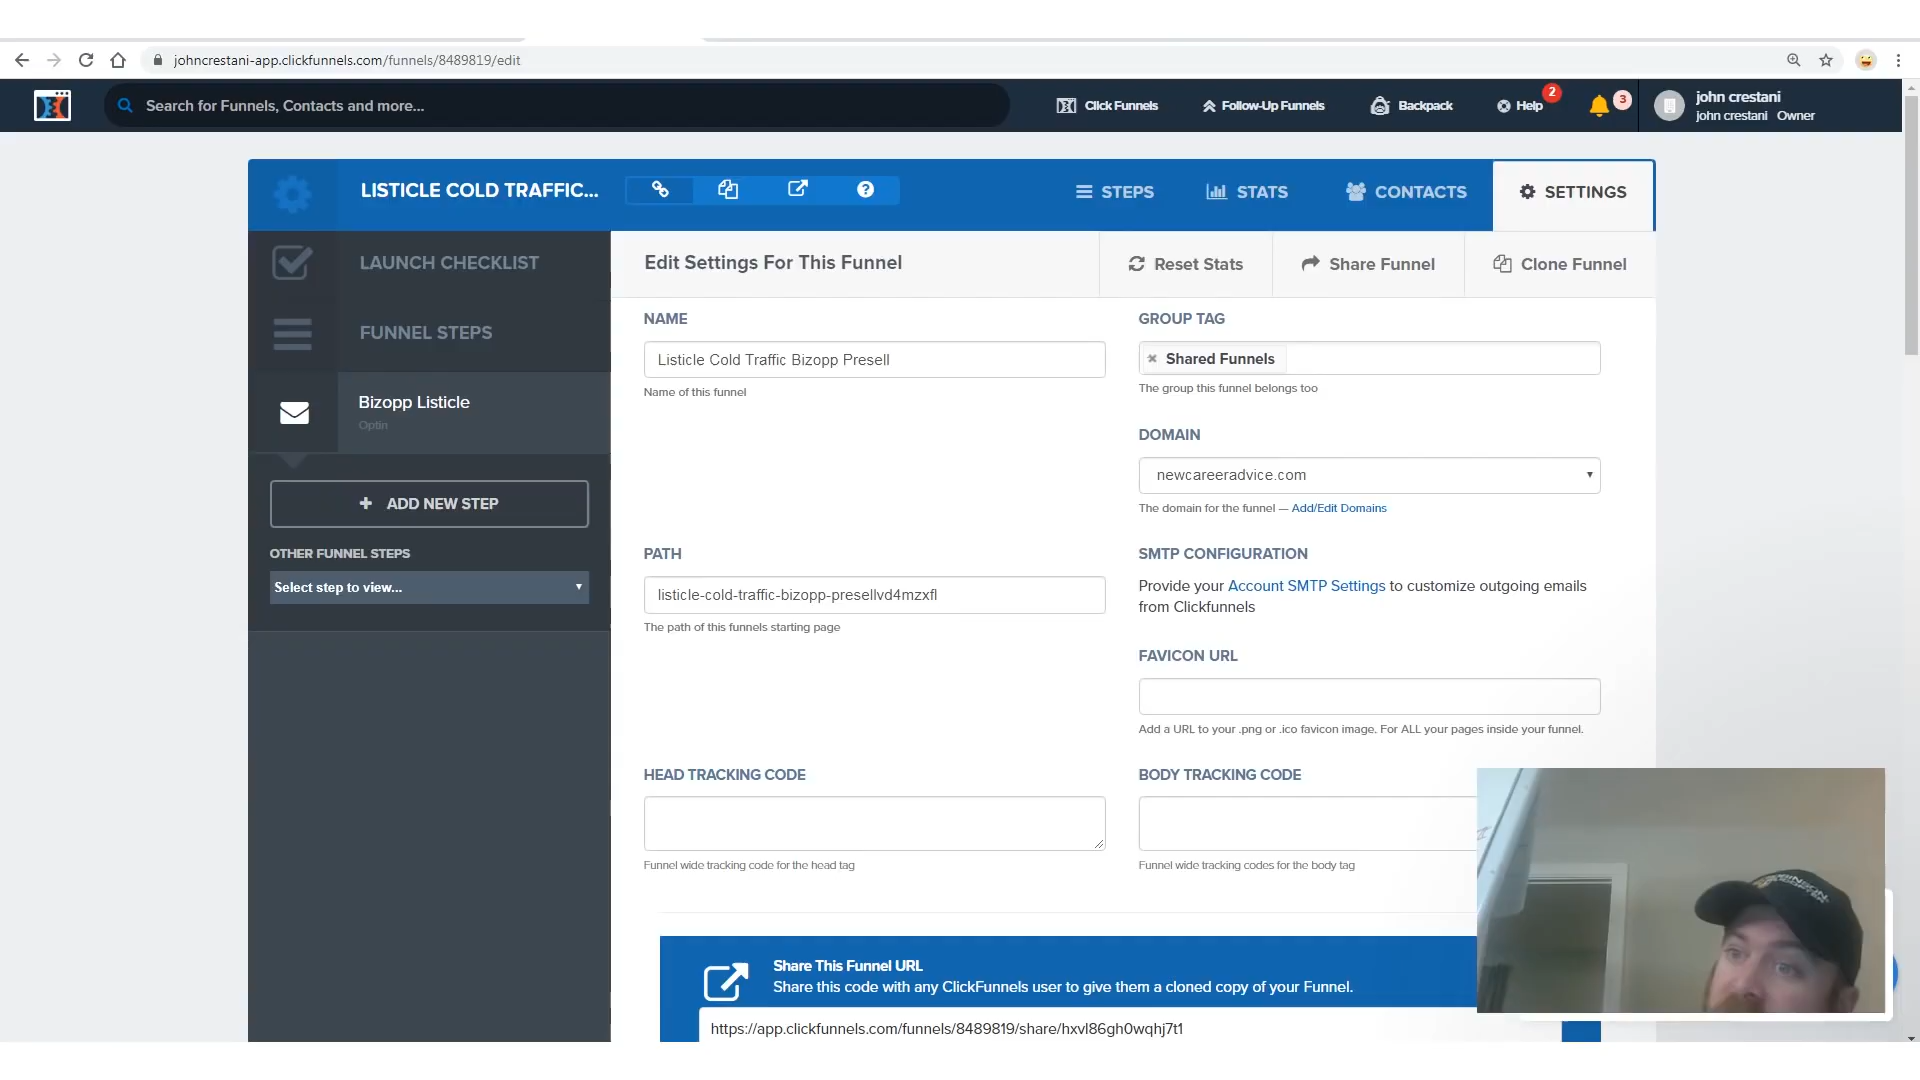 johncrestani-app.clickfunnels.com/funnels/8489819/edit
Search for Funnels, Contacts and more...
Click Funnels
Follow-Up Funnels
Backpack
Help
2
3
john crestani
john crestani Owner
LISTICLE COLD TRAFFIC...
STEPS
STATS
CONTACTS
SETTINGS
LAUNCH CHECKLIST
FUNNEL STEPS
Bizopp Listicle
Optin
ADD NEW STEP
OTHER FUNNEL STEPS
Select step to view...
Edit Settings For This Funnel
Reset Stats
Share Funnel
Clone Funnel
NAME
Listicle Cold Traffic Bizopp Presell
Name of this funnel
GROUP TAG
Shared Funnels
The group this funnel belongs too
DOMAIN
newcareeradvice.com
The domain for the funnel — Add/Edit Domains
PATH
listicle-cold-traffic-bizopp-presellvd4mzxfl
The path of this funnels starting page
SMTP CONFIGURATION
Provide your Account SMTP Settings to customize outgoing emails
from Clickfunnels
FAVICON URL
Add a URL to your .png or .ico favicon image. For ALL your pages inside your funnel.
HEAD TRACKING CODE
Funnel wide tracking code for the head tag
BODY TRACKING CODE
Funnel wide tracking codes for the body tag
Share This Funnel URL
Share this code with any ClickFunnels user to give them a cloned copy of your Funnel.
https://app.clickfunnels.com/funnels/8489819/share/hxvl86gh0wqhj7t1